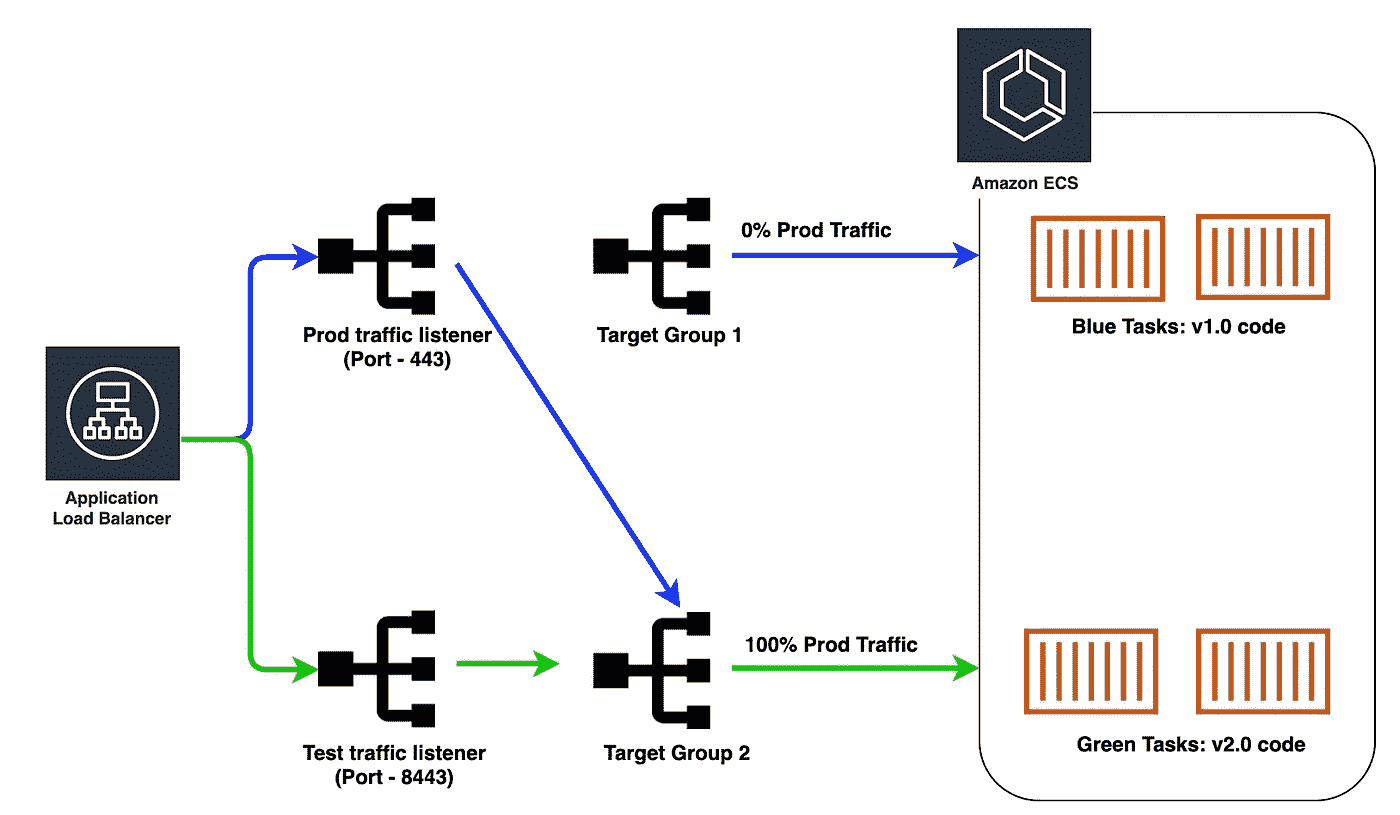 Amazon ECS
0% Prod Traffic
Prod traffic listener
(Port - 443)
Target Group 1
Blue Tasks: v1.0 code
Application
Load Balancer
100% Prod Traffic
Test traffic listener
(Port - 8443)
Target Group 2
Green Tasks: v2.0 code